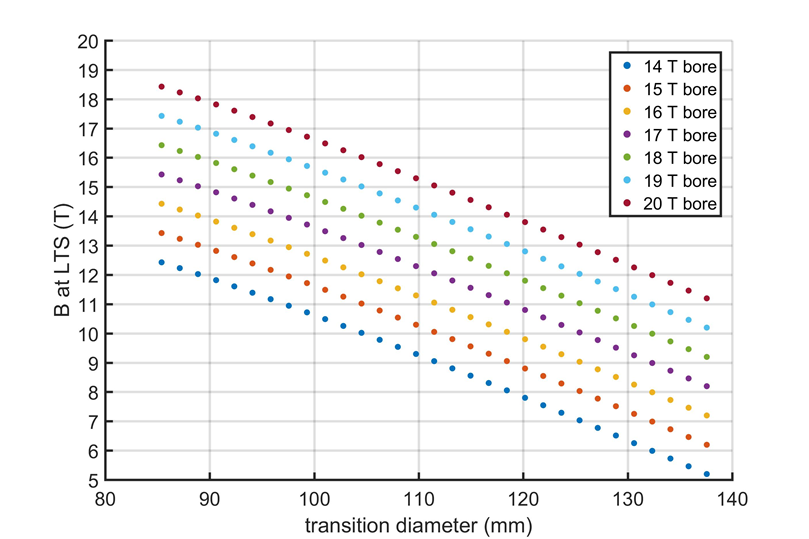 20
19
18
17
16
15
14
13
12
11
10
9
8
7
6
5
B at LTS (T)
80 90 100 110 120 130 140
transition diameter (mm)
14 T bore
15 T bore
16 T bore
17 T bore
18 T bore
19 T bore
20 T bore